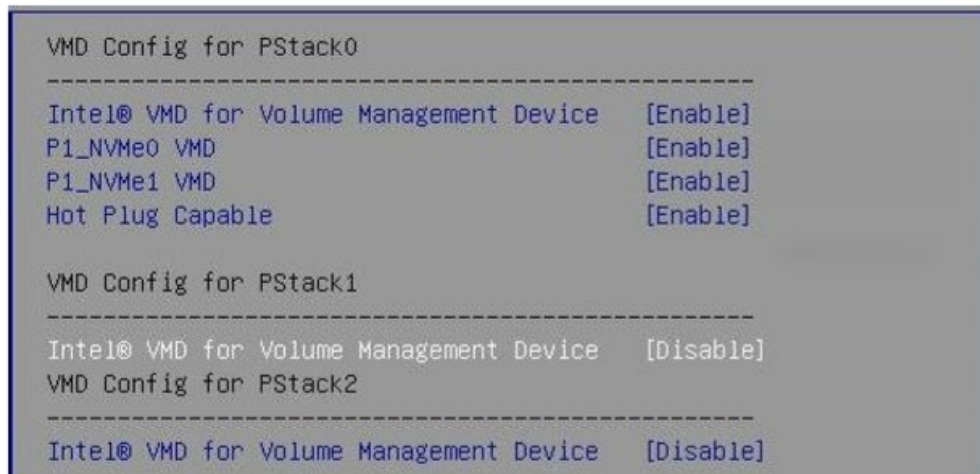 VMD Config for PStack0
-----------------------------------------------------
Intel® VMD for Volume Management Device [Enable]
P1_NVMe0 VMD [Enable]
P1_NVMe1 VMD [Enable]
Hot Plug Capable [Enable]
VMD Config for PStack1
-----------------------------------------------------
Intel® VMD for Volume Management Device [Disable]
VMD Config for PStack2
-----------------------------------------------------
Intel® VMD for Volume Management Device [Disable]